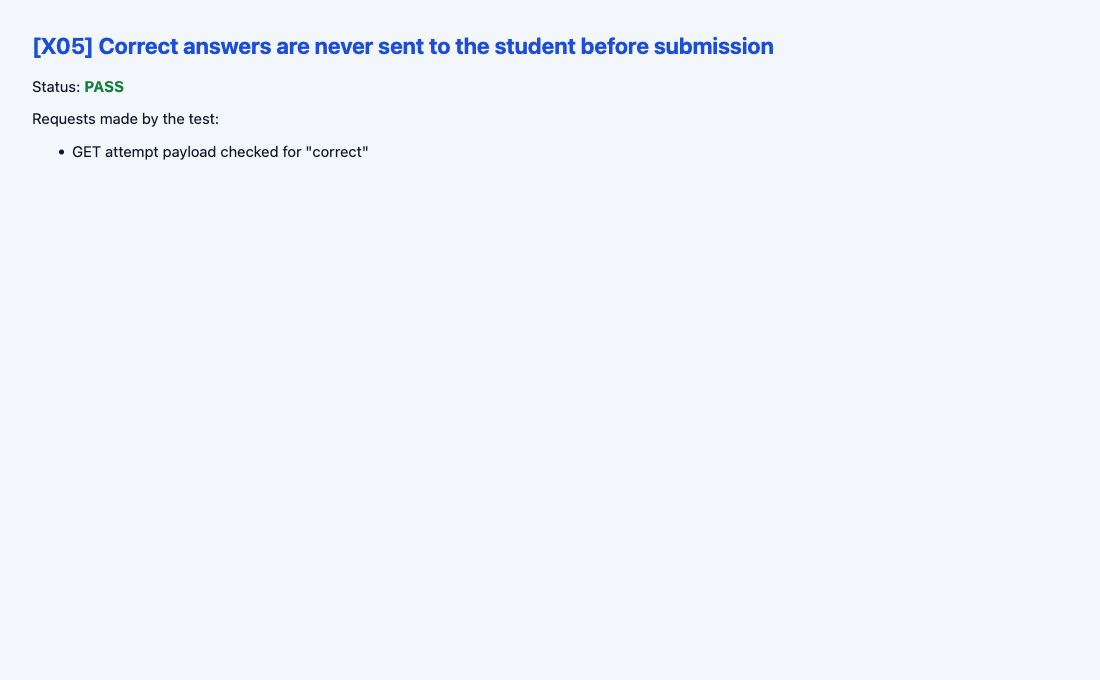 [X05] Correct answers are never sent to the student before submission
Status: PASS
Requests made by the test:
• GET attempt payload checked for "correct"